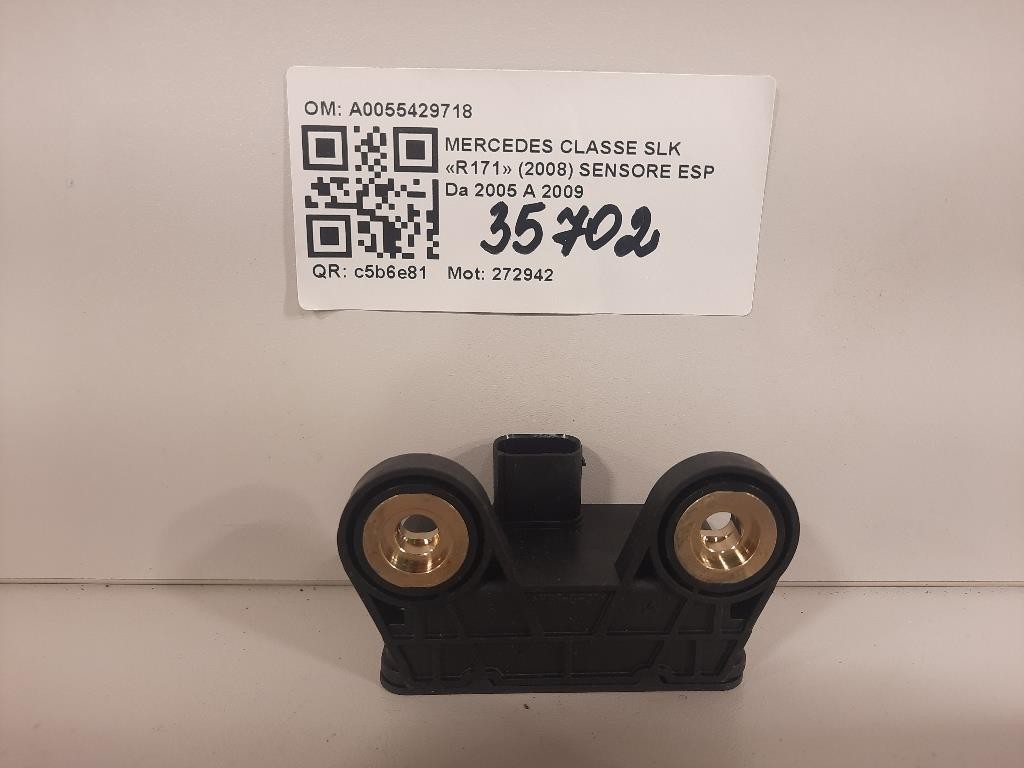 OM: A0055429718
MERCEDES CLASSE SLK
«R171» (2008) SENSORE ESP
Da 2005 A 2009
35702
QR: c5b6e81 Mot: 272942